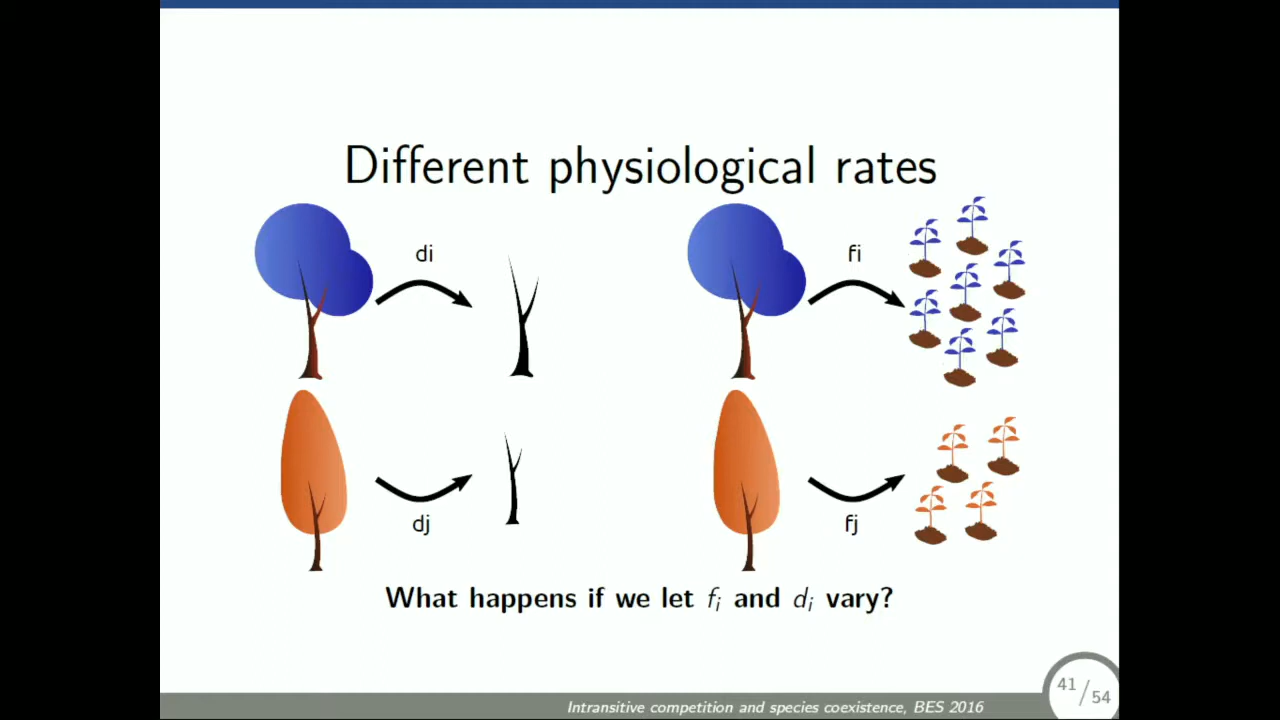 Different physiological rates
di
fi
dj
fj
What happens if we let fi and di vary?
41/54
Intransitive competition and species coexistence, BES 2016